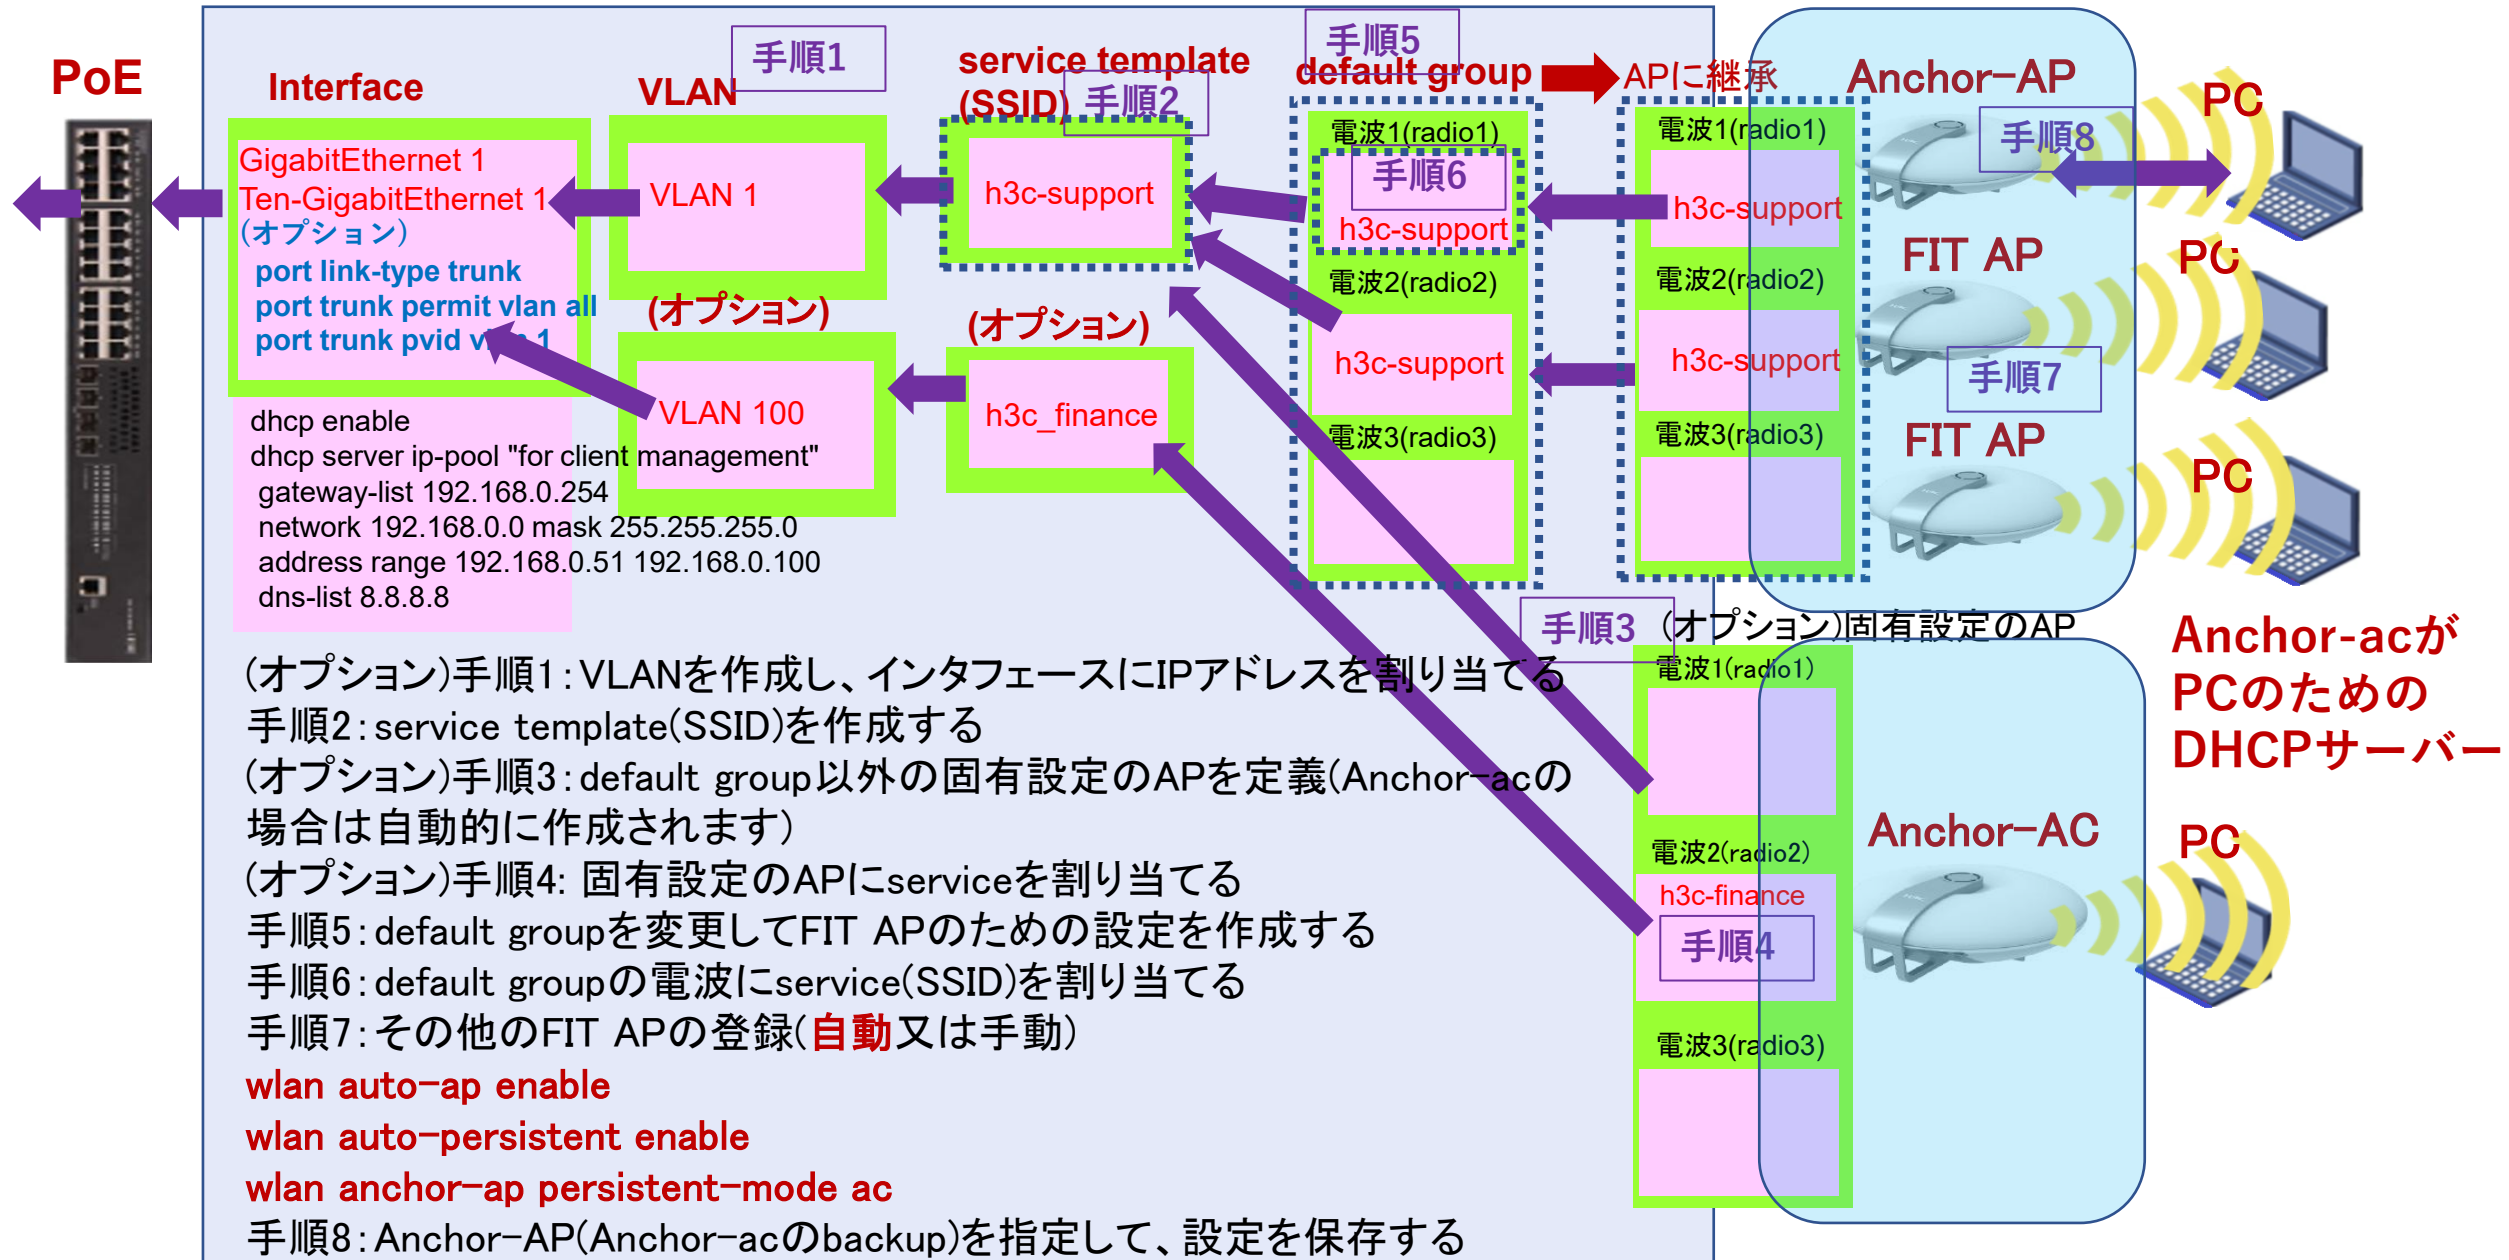 PoE
Interface
VLAN
手順1
service template
(SSID)
手順2
手順5
default group
APに継承
Anchor-AP
PC
手順8
GigabitEthernet 1
Ten-GigabitEthernet 1
(オプション)
port link-type trunk
port trunk permit vlan all
port trunk pvid vlan 1
VLAN 1
h3c-support
電波1(radio1)
手順6
h3c-support
電波2(radio2)
h3c-support
電波3(radio3)
電波1(radio1)
h3c-support
電波2(radio2)
h3c-support
電波3(radio3)
FIT AP
PC
手順7
FIT AP
PC
(オプション)
VLAN 100
(オプション)
h3c_finance
dhcp enable
dhcp server ip-pool "for client management"
gateway-list 192.168.0.254
network 192.168.0.0 mask 255.255.255.0
address range 192.168.0.51 192.168.0.100
dns-list 8.8.8.8
手順3
(オプション)固有設定のAP
電波1(radio1)
電波2(radio2)
h3c-finance
手順4
電波3(radio3)
Anchor-AC
PC
Anchor-acが
PCのための
DHCPサーバー
(オプション)手順1:VLANを作成し、インタフェースにIPアドレスを割り当てる
手順2:service template(SSID)を作成する
(オプション)手順3:default group以外の固有設定のAPを定義(Anchor-acの
場合は自動的に作成されます)
(オプション)手順4: 固有設定のAPにserviceを割り当てる
手順5:default groupを変更してFIT APのための設定を作成する
手順6:default groupの電波にservice(SSID)を割り当てる
手順7:その他のFIT APの登録(自動又は手動)
wlan auto-ap enable
wlan auto-persistent enable
wlan anchor-ap persistent-mode ac
手順8:Anchor-AP(Anchor-acのbackup)を指定して、設定を保存する